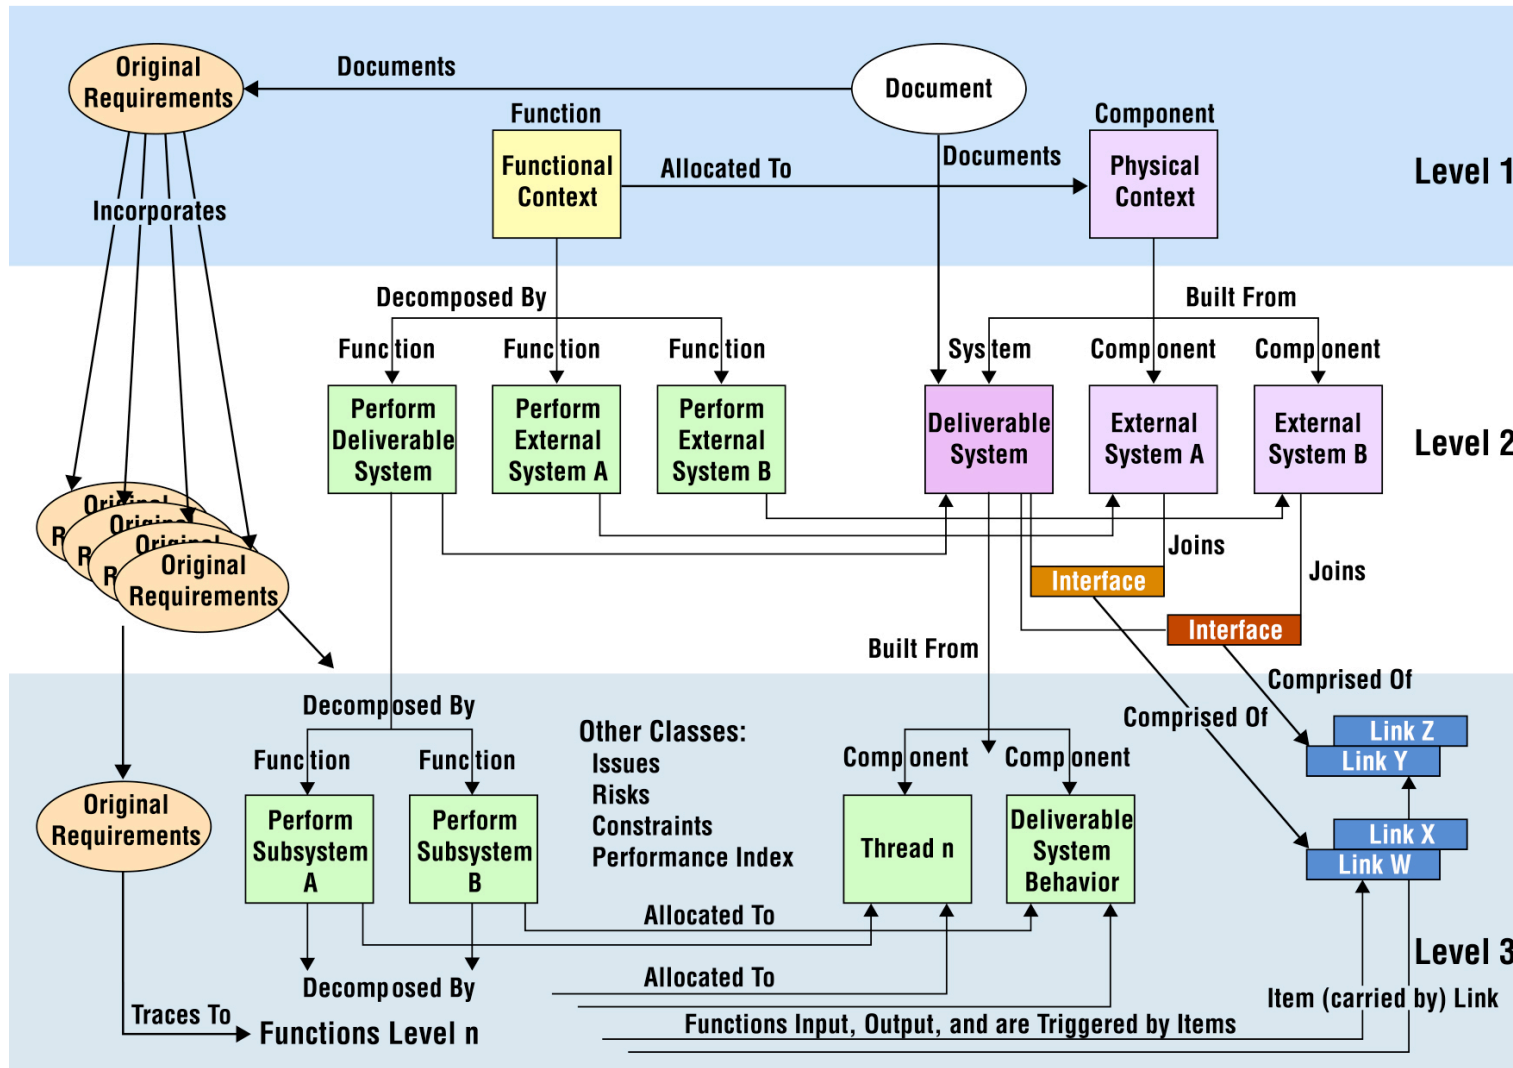 Original
Requirements
Documents
Document
Function
Component
Functional
Context
Allocated To
Documents
Physical
Context
Level 1
Incorporates
Decomposed By
Built From
Function
Function
Function
System
Component
Component
Perform
Deliverable
System
Perform
External
System A
Perform
External
System B
Deliverable
System
External
System A
External
System B
Level 2
Original
R
Original
R
Original
R
Original
Requirements
Joins
Interface
Joins
Interface
Built From
Comprised Of
Comprised Of
Decomposed By
Other Classes:
Issues
Risks
Constraints
Performance Index
Function
Function
Component
Component
Link Z
Link Y
Original
Requirements
Perform
Subsystem
A
Perform
Subsystem
B
Thread n
Deliverable
System
Behavior
Link X
Link W
Allocated To
Level 3
Allocated To
Decomposed By
Item (carried by) Link
Traces To
Functions Level n
Functions Input, Output, and are Triggered by Items